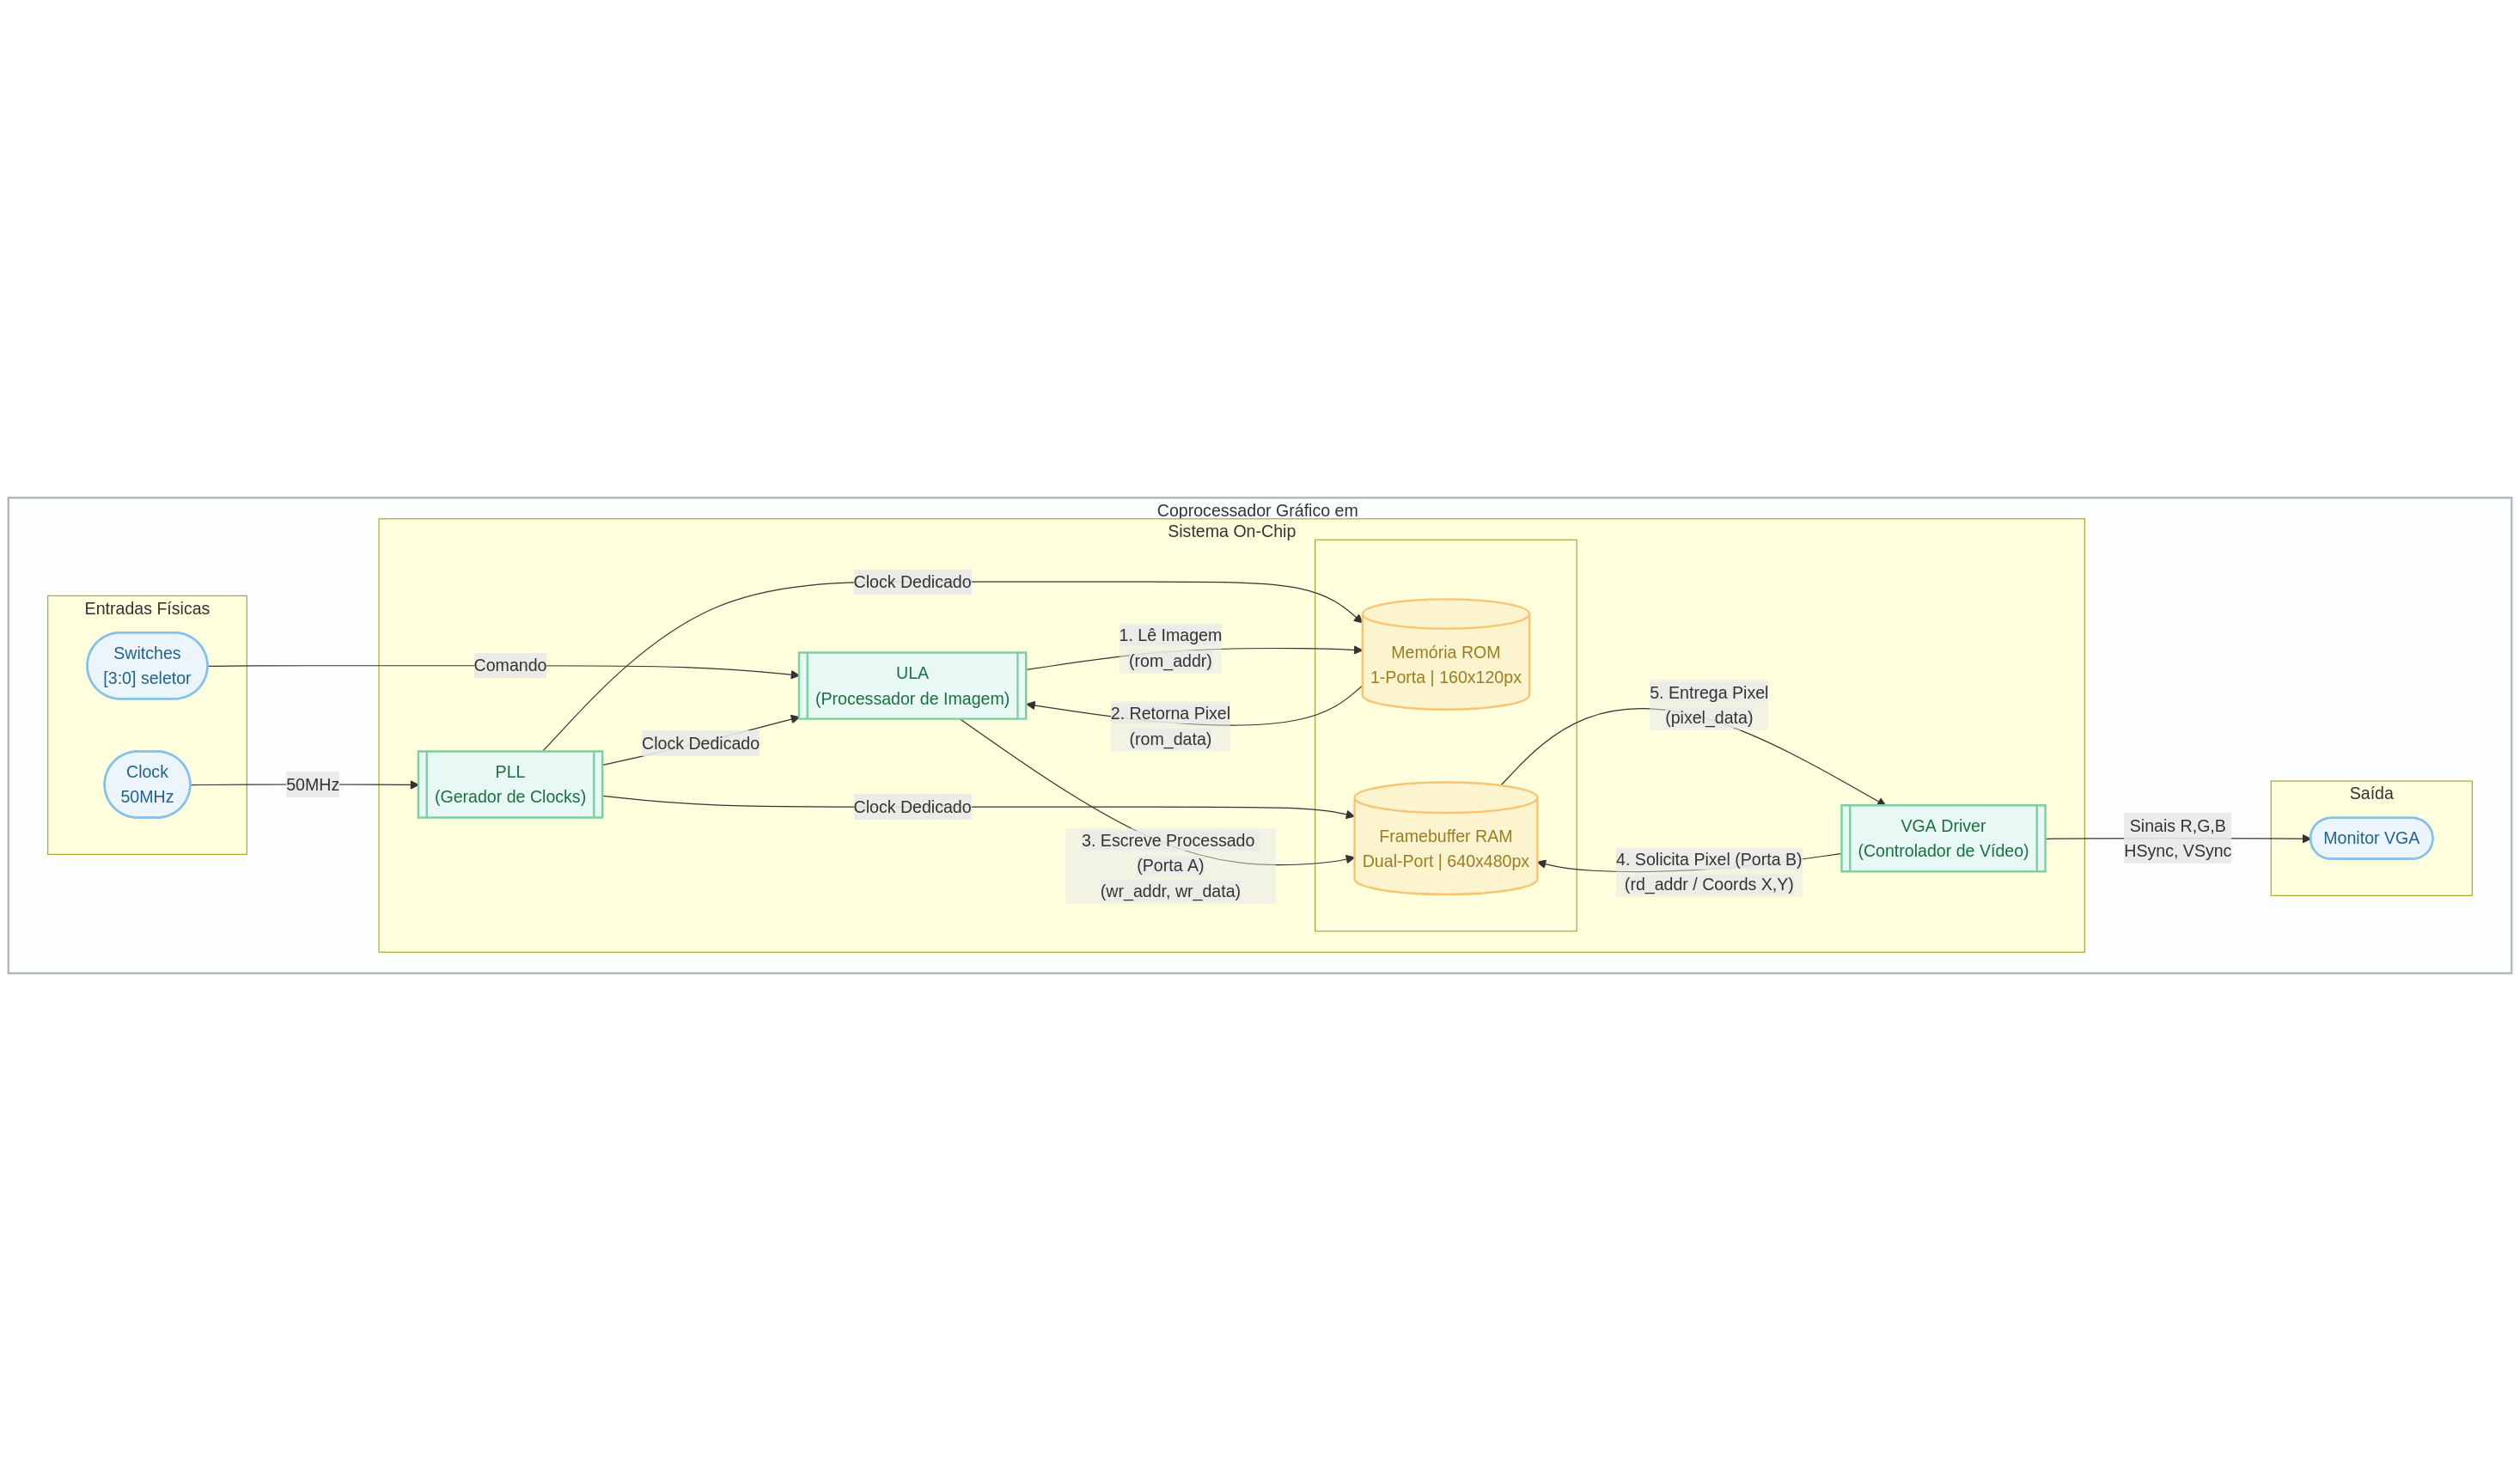 Coprocessador Gráfico em
Sistema On-Chip
Entradas Físicas
Switches
[3:0] seletor
Clock
50MHz
Comando
50MHz
PLL
(Gerador de Clocks)
Clock Dedicado
Clock Dedicado
Clock Dedicado
ULA
(Processador de Imagem)
1. Lê Imagem
(rom_addr)
2. Retorna Pixel
(rom_data)
3. Escreve Processado
(Porta A)
(wr_addr, wr_data)
Memória ROM
1-Porta | 160x120px
Framebuffer RAM
Dual-Port | 640x480px
5. Entrega Pixel
(pixel_data)
4. Solicita Pixel (Porta B)
(rd_addr / Coords X,Y)
VGA Driver
(Controlador de Vídeo)
Sinais R,G,B
HSync, VSync
Saída
Monitor VGA